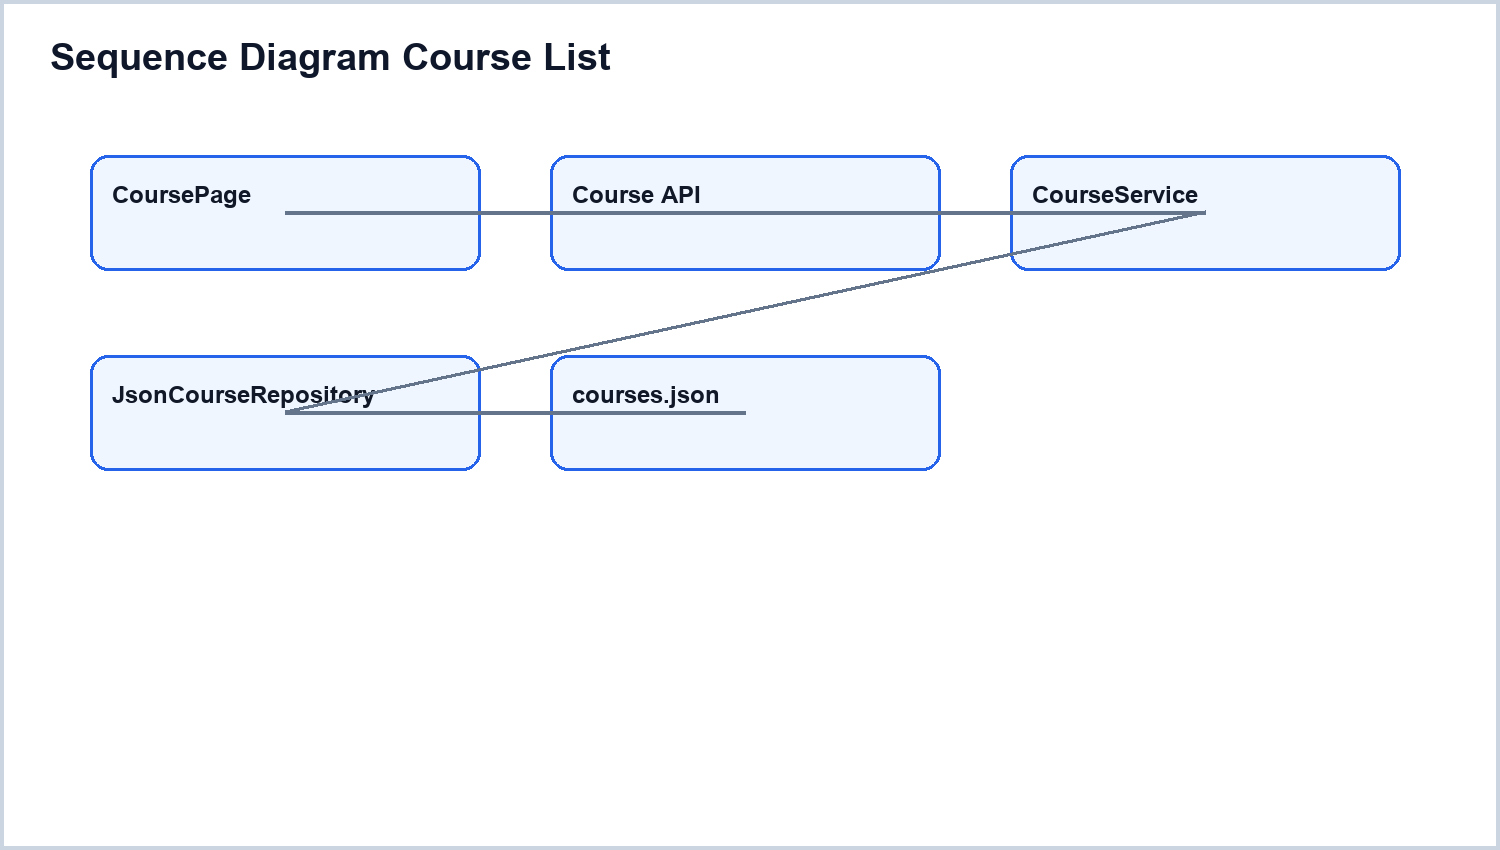 Sequence Diagram Course List
CoursePage
Course API
CourseService
JsonCourseRepository
courses.json